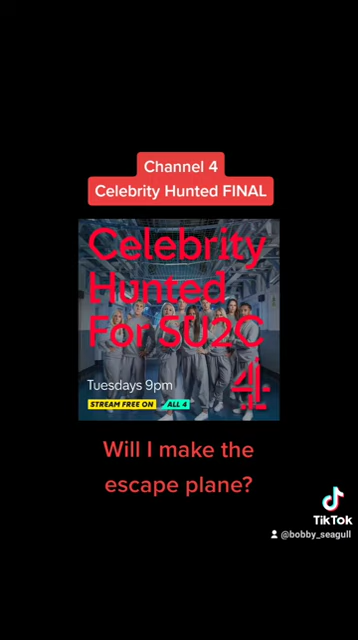 Channel 4
Celebrity Hunted FINAL
Celebrity
Hunted
For SU2C
Tuesdays 9pm
4
STREAM FREE ON ALL 4
Will I make the
escape plane?
TikTok
@bobby_seagull